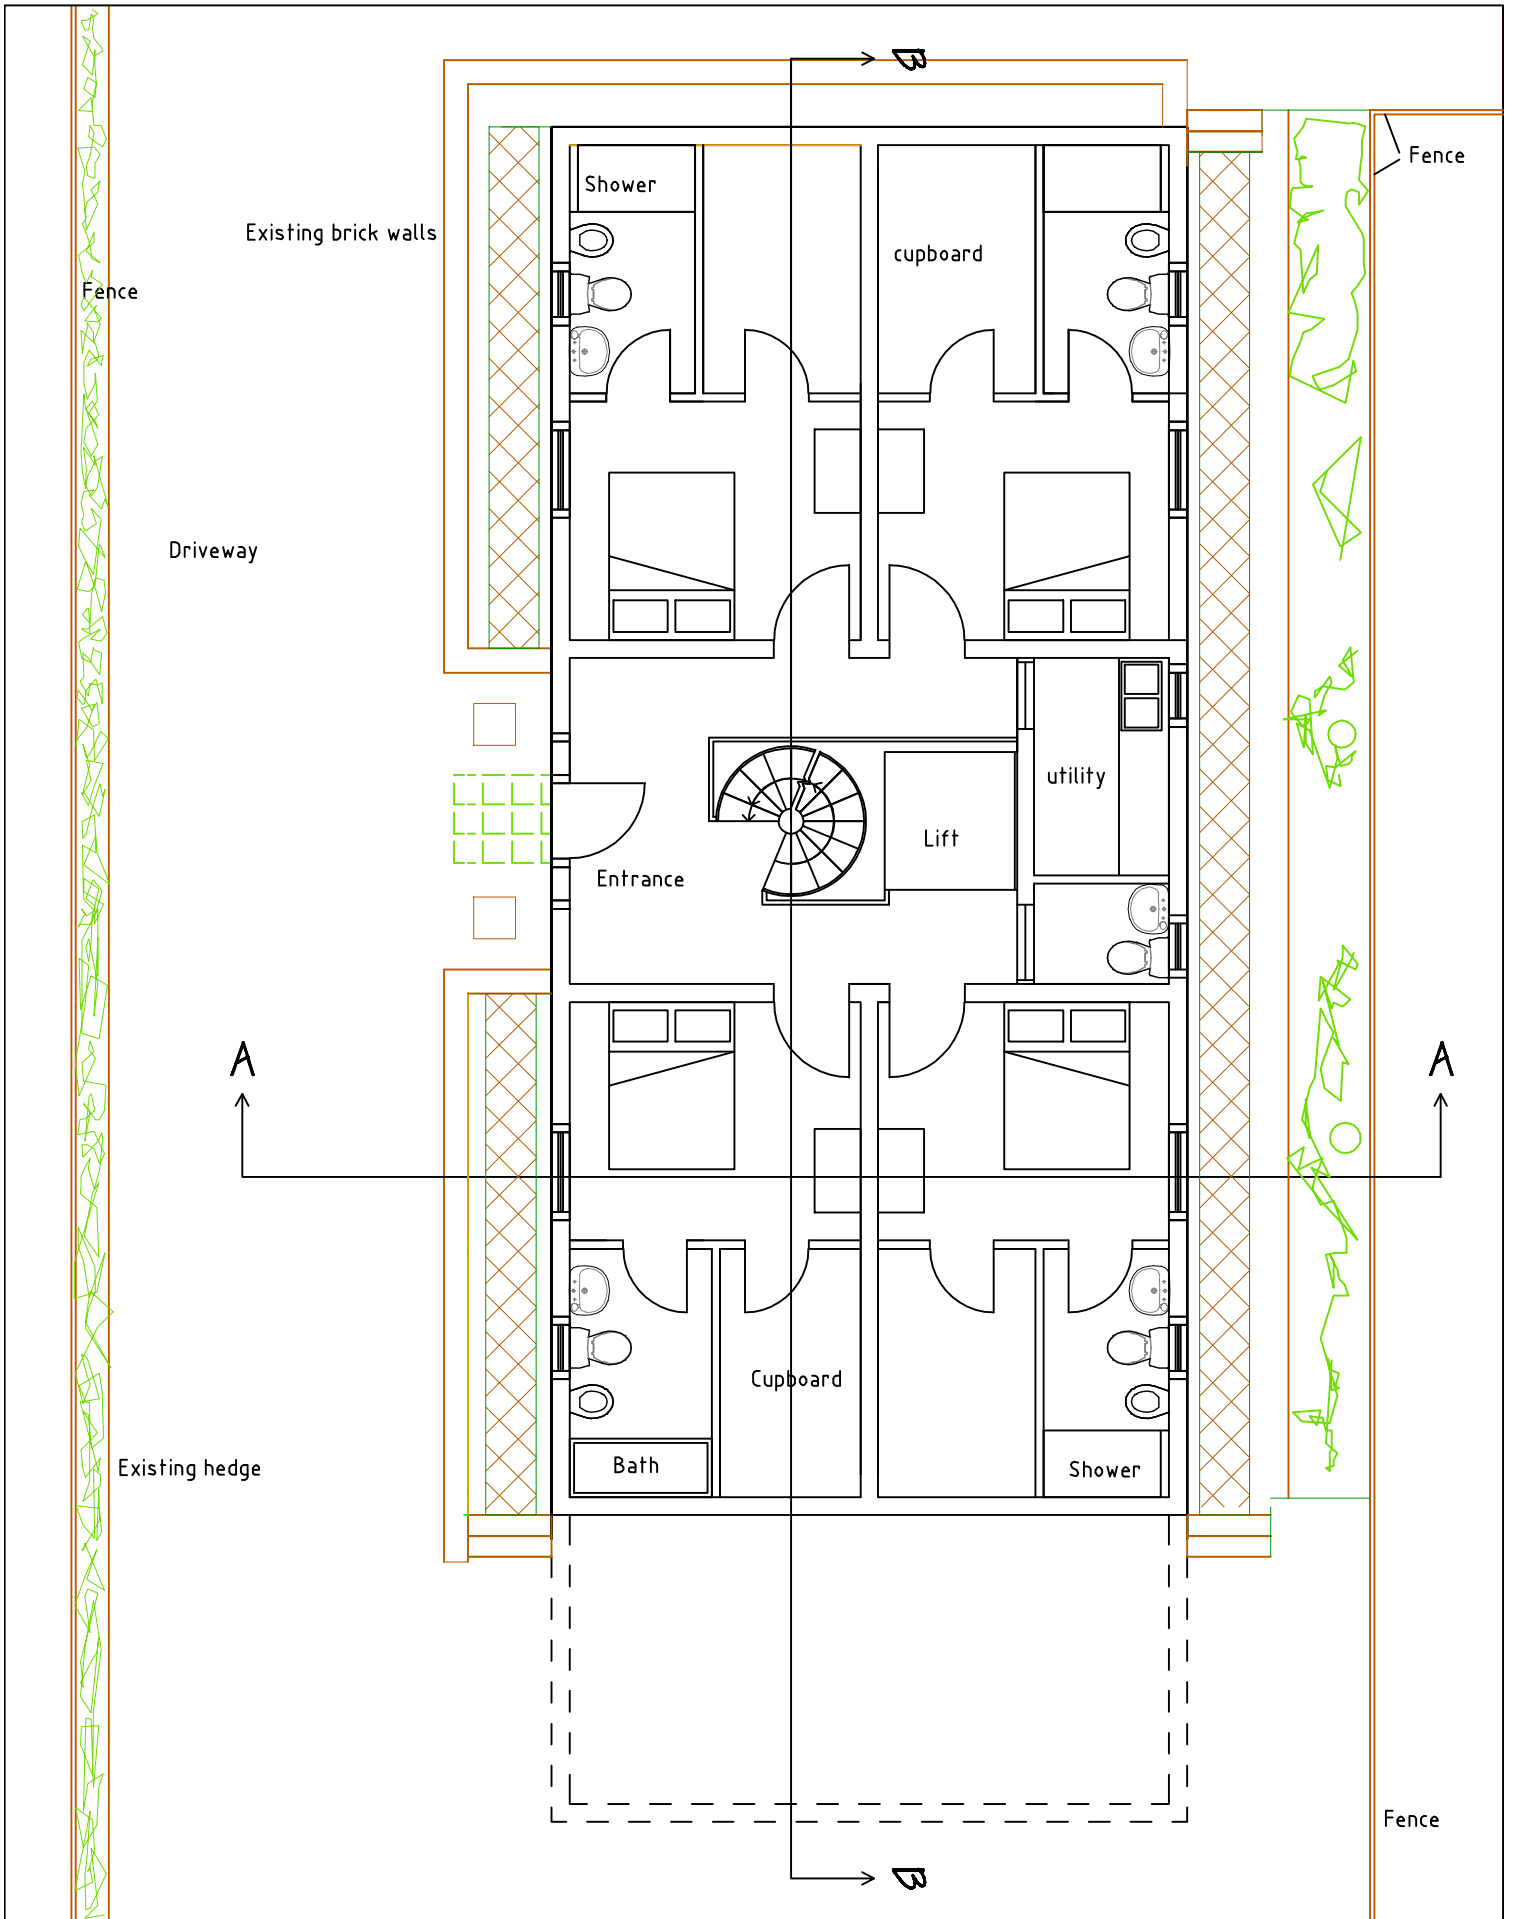 B
Fence
Shower
Existing brick walls
cupboard
Fence
Driveway
utility
Lift
Entrance
A
A
Cupboard
Bath
Shower
Existing hedge
Fence
B